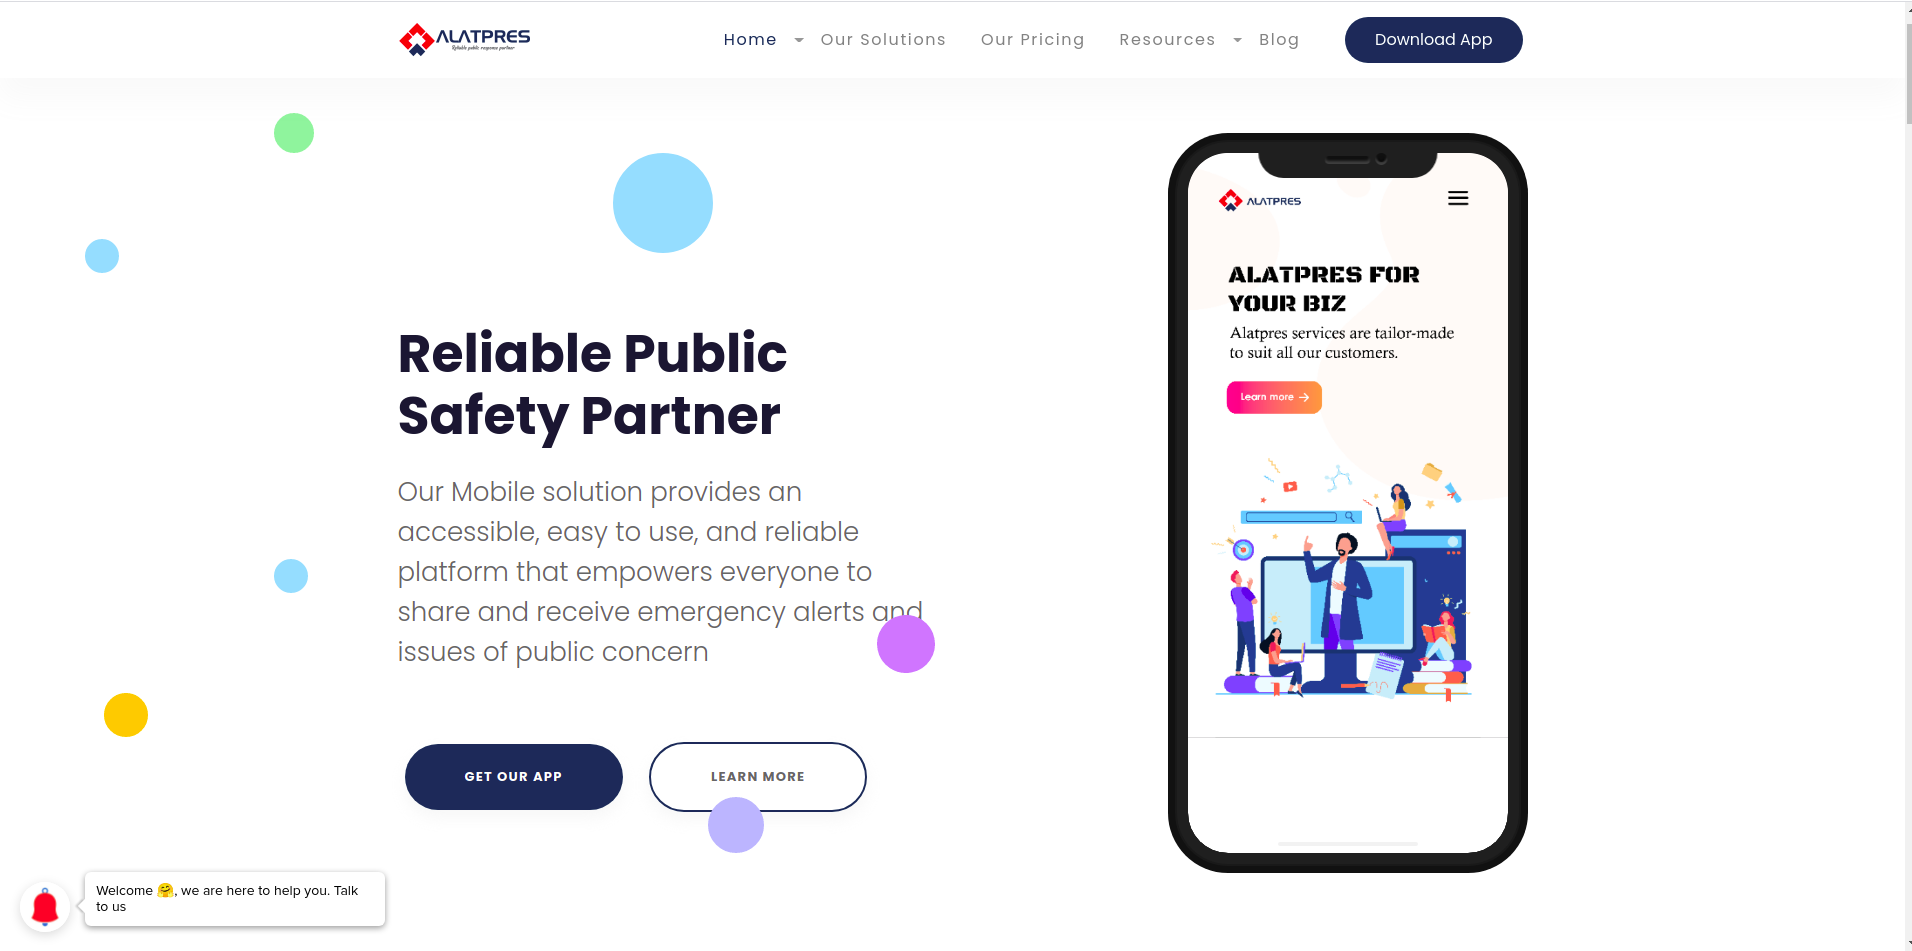 ALATPRES
Reliable public response partner
Home
Our Solutions
Our Pricing
Resources
Blog
Download App
Reliable Public
Safety Partner
Our Mobile solution provides an
accessible, easy to use, and reliable
platform that empowers everyone to
share and receive emergency alerts and
issues of public concern
GET OUR APP
LEARN MORE
ALATPRES
ALATPRES FOR
YOUR BIZ
Alatpres services are tailor-made
to suit all our customers.
Learn more →
Welcome 🤗, we are here to help you. Talk
to us